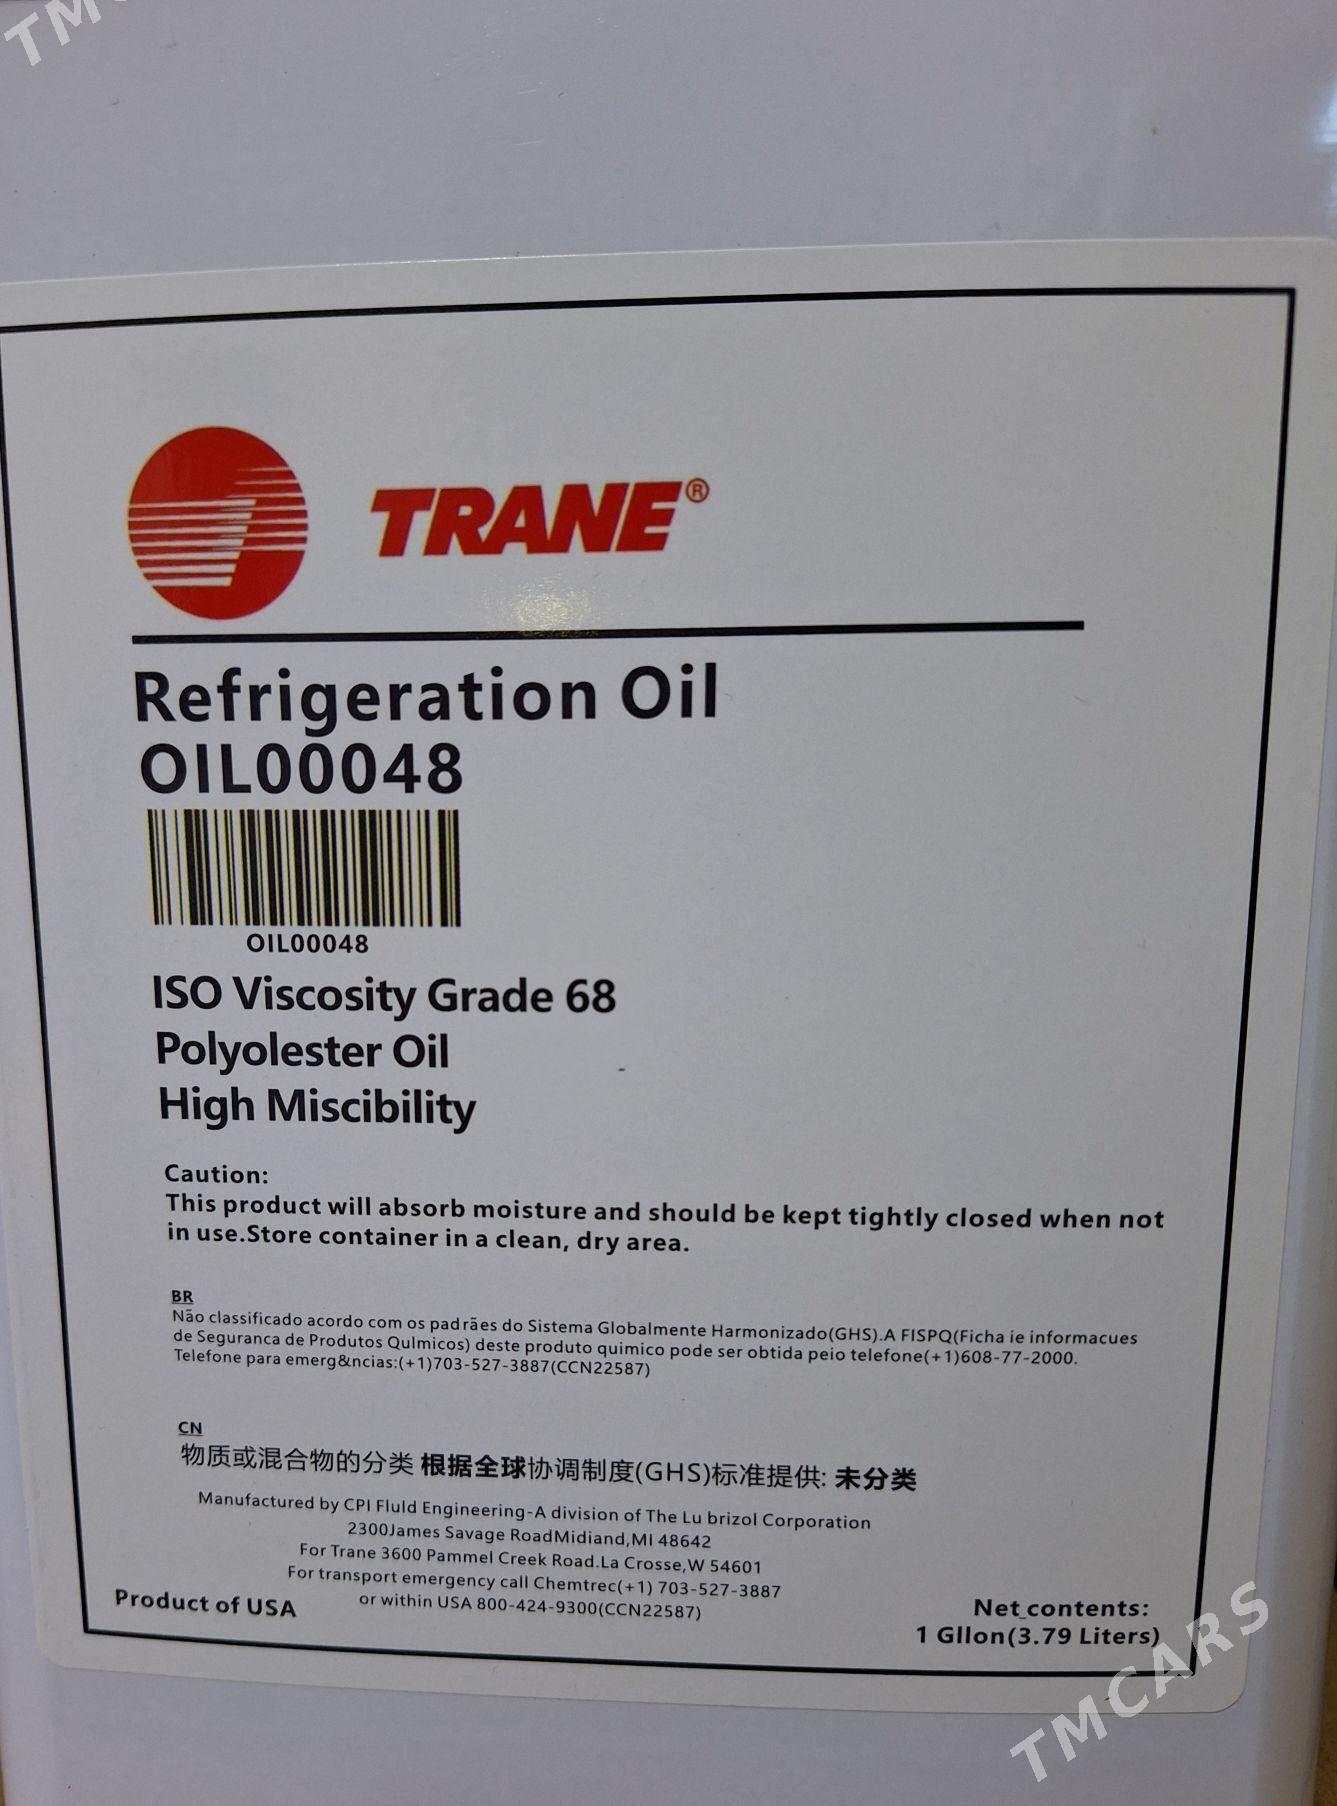 TM
TRANE®
Refrigeration Oil
OIL00048
OIL00048
ISO Viscosity Grade 68
Polyolester Oil
High Miscibility
Caution:
This product will absorb moisture and should be kept tightly closed when not
in use.Store container in a clean, dry area.
BR
Não classificado acordo com os padrães do Sistema Globalmente Harmonizado(GHS).A FISPQ(Ficha ie informacues
de Seguranca de Produtos Qulmicos) deste produto quimico pode ser obtida peio telefone(+1)608-77-2000.
Telefone para emerg&ncias:(+1)703-527-3887(CCN22587)
CN
物质或混合物的分类 根据全球协调制度(GHS)标准提供: 未分类
Manufactured by CPI Fluld Engineering-A division of The Lu brizol Corporation
2300James Savage RoadMidiand,MI 48642
For Trane 3600 Pammel Creek Road.La Crosse,W 54601
For transport emergency call Chemtrec(+1) 703-527-3887
or within USA 800-424-9300(CCN22587)
Product of USA
Net contents:
1 Gllon(3.79 Liters)
TMCARS